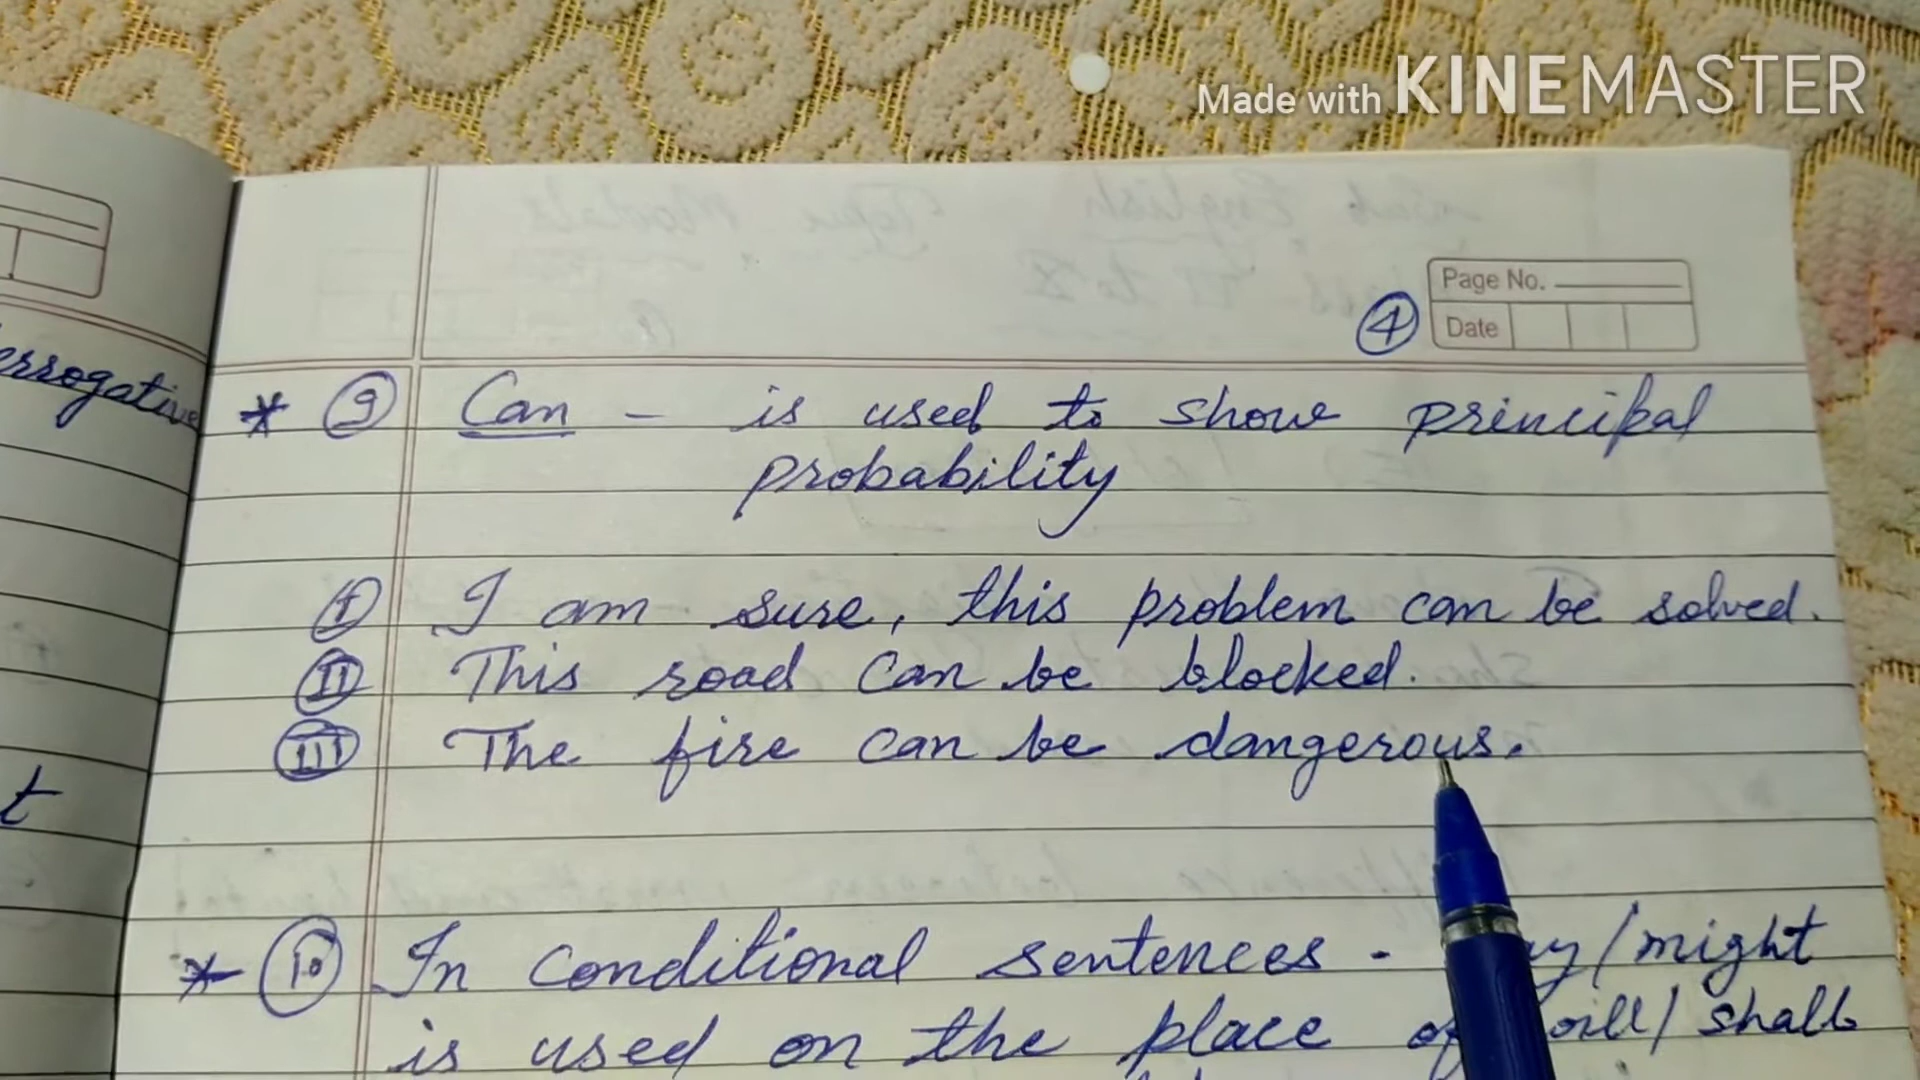 Made with KINEMASTER
Page No.
4
Date
errogative
* 9 Can - is used to show principal
probability
I I am sure, this problem can be solved.
II This road can be blocked.
III The fire can be dangerous.
t
* 10 In conditional sentences - /might
is used on the place of /shall